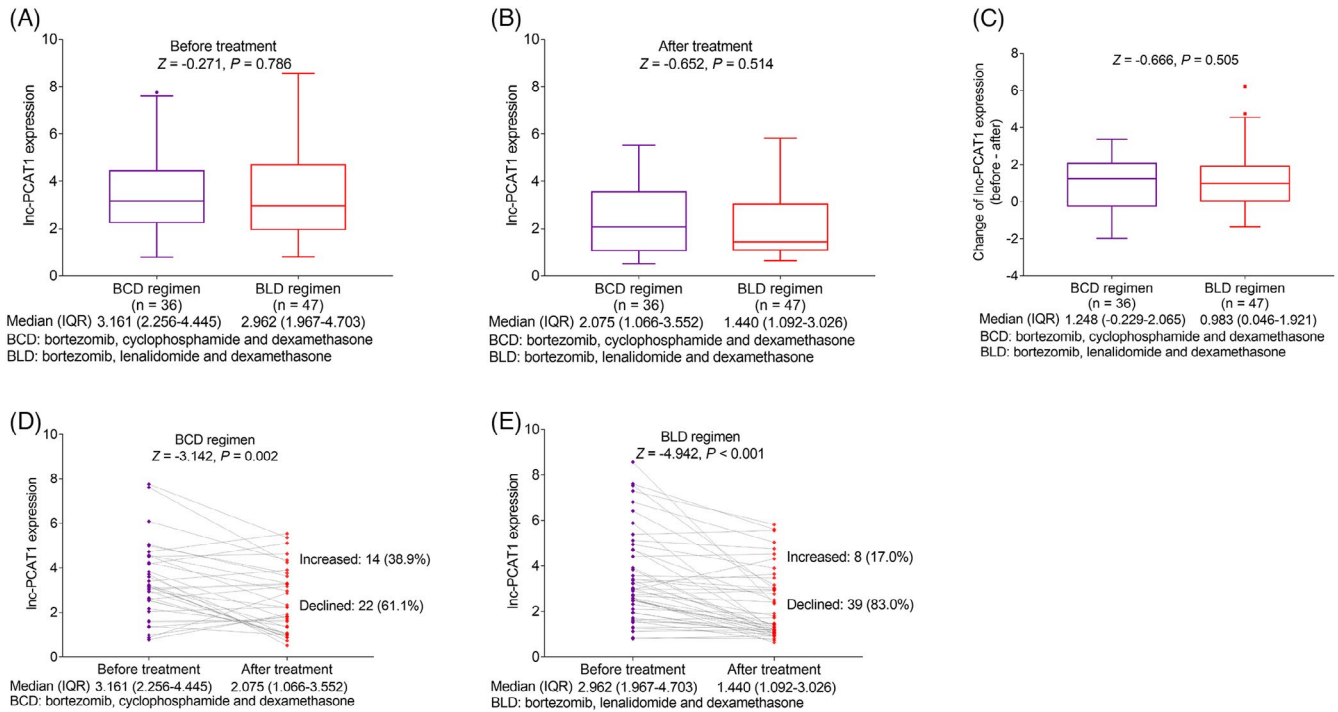 (A)
10
8
6
4
2
0
lnc-PCAT1 expression
Before treatment
Z = -0.271, P = 0.786
BCD regimen
(n = 36)
BLD regimen
(n = 47)
Median (IQR) 3.161 (2.256-4.445) 2.962 (1.967-4.703)
BCD: bortezomib, cyclophosphamide and dexamethasone
BLD: bortezomib, lenalidomide and dexamethasone
(B)
10
8
6
4
2
0
lnc-PCAT1 expression
After treatment
Z = -0.652, P = 0.514
BCD regimen
(n = 36)
BLD regimen
(n = 47)
Median (IQR) 2.075 (1.066-3.552) 1.440 (1.092-3.026)
BCD: bortezomib, cyclophosphamide and dexamethasone
BLD: bortezomib, lenalidomide and dexamethasone
(C)
8
6
4
2
0
-2
-4
Change of lnc-PCAT1 expression
(before - after)
Z = -0.666, P = 0.505
BCD regimen
(n = 36)
BLD regimen
(n = 47)
Median (IQR) 1.248 (-0.229-2.065) 0.983 (0.046-1.921)
BCD: bortezomib, cyclophosphamide and dexamethasone
BLD: bortezomib, lenalidomide and dexamethasone
(D)
10
8
6
4
2
0
lnc-PCAT1 expression
BCD regimen
Z = -3.142, P = 0.002
Increased: 14 (38.9%)
Declined: 22 (61.1%)
Before treatment
After treatment
Median (IQR) 3.161 (2.256-4.445) 2.075 (1.066-3.552)
BCD: bortezomib, cyclophosphamide and dexamethasone
(E)
10
8
6
4
2
0
lnc-PCAT1 expression
BLD regimen
Z = -4.942, P < 0.001
Increased: 8 (17.0%)
Declined: 39 (83.0%)
Before treatment
After treatment
Median (IQR) 2.962 (1.967-4.703) 1.440 (1.092-3.026)
BLD: bortezomib, lenalidomide and dexamethasone